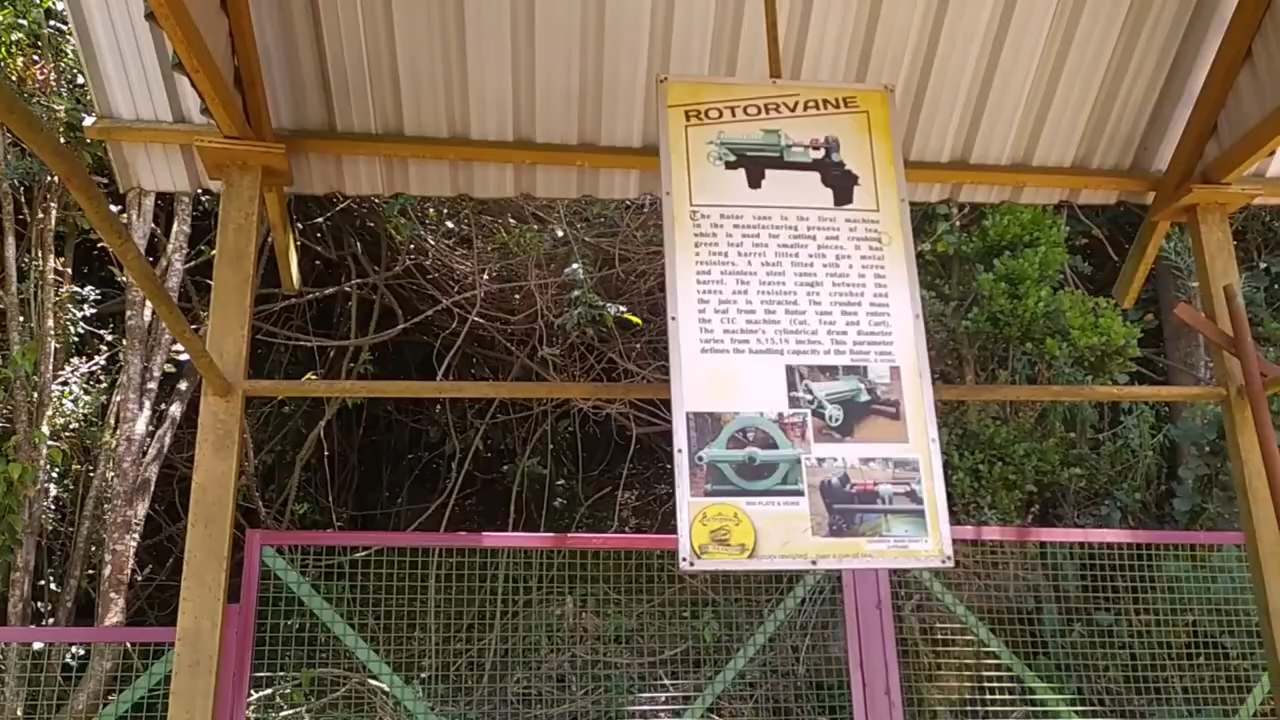 ROTORVANE
The Rotor vane is the first machine
in the manufacturing process of tea,
which is used for cutting and crushing
green leaf into smaller pieces. It has
a long barrel fitted with gun metal
resistors. A shaft fitted with a screw
and stainless steel vanes rotate in the
barrel. The leaves caught between the
vanes and resistors are crushed and
the juice is extracted. The crushed mass
of leaf from the Rotor vane then enters
the CTC machine (Cut, Tear and Curl).
The machine's cylindrical drum diameter
varies from 8,15,18 inches. This parameter
defines the handling capacity of the Rotor vane.
BARREL & VEWS